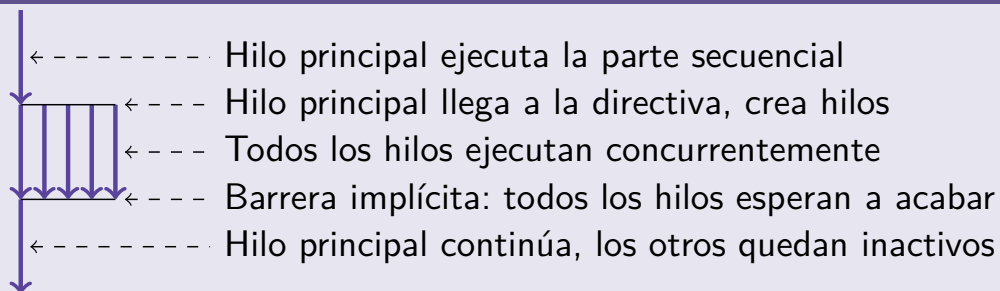 Hilo principal ejecuta la parte secuencial
Hilo principal llega a la directiva, crea hilos
Todos los hilos ejecutan concurrentemente
Barrera implícita: todos los hilos esperan a acabar
Hilo principal continúa, los otros quedan inactivos